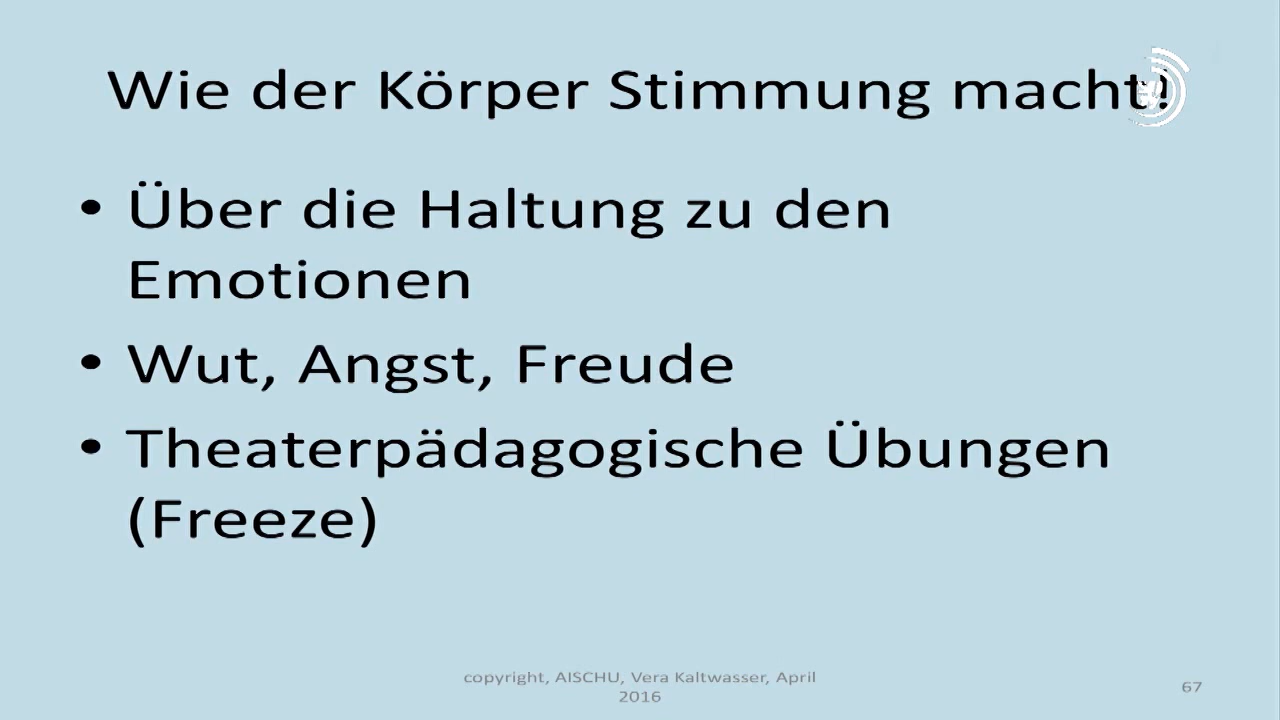 Wie der Körper Stimmung macht!
• Über die Haltung zu den
Emotionen
• Wut, Angst, Freude
• Theaterpädagogische Übungen
(Freeze)
copyright, AISCHU, Vera Kaltwasser, April
2016
67